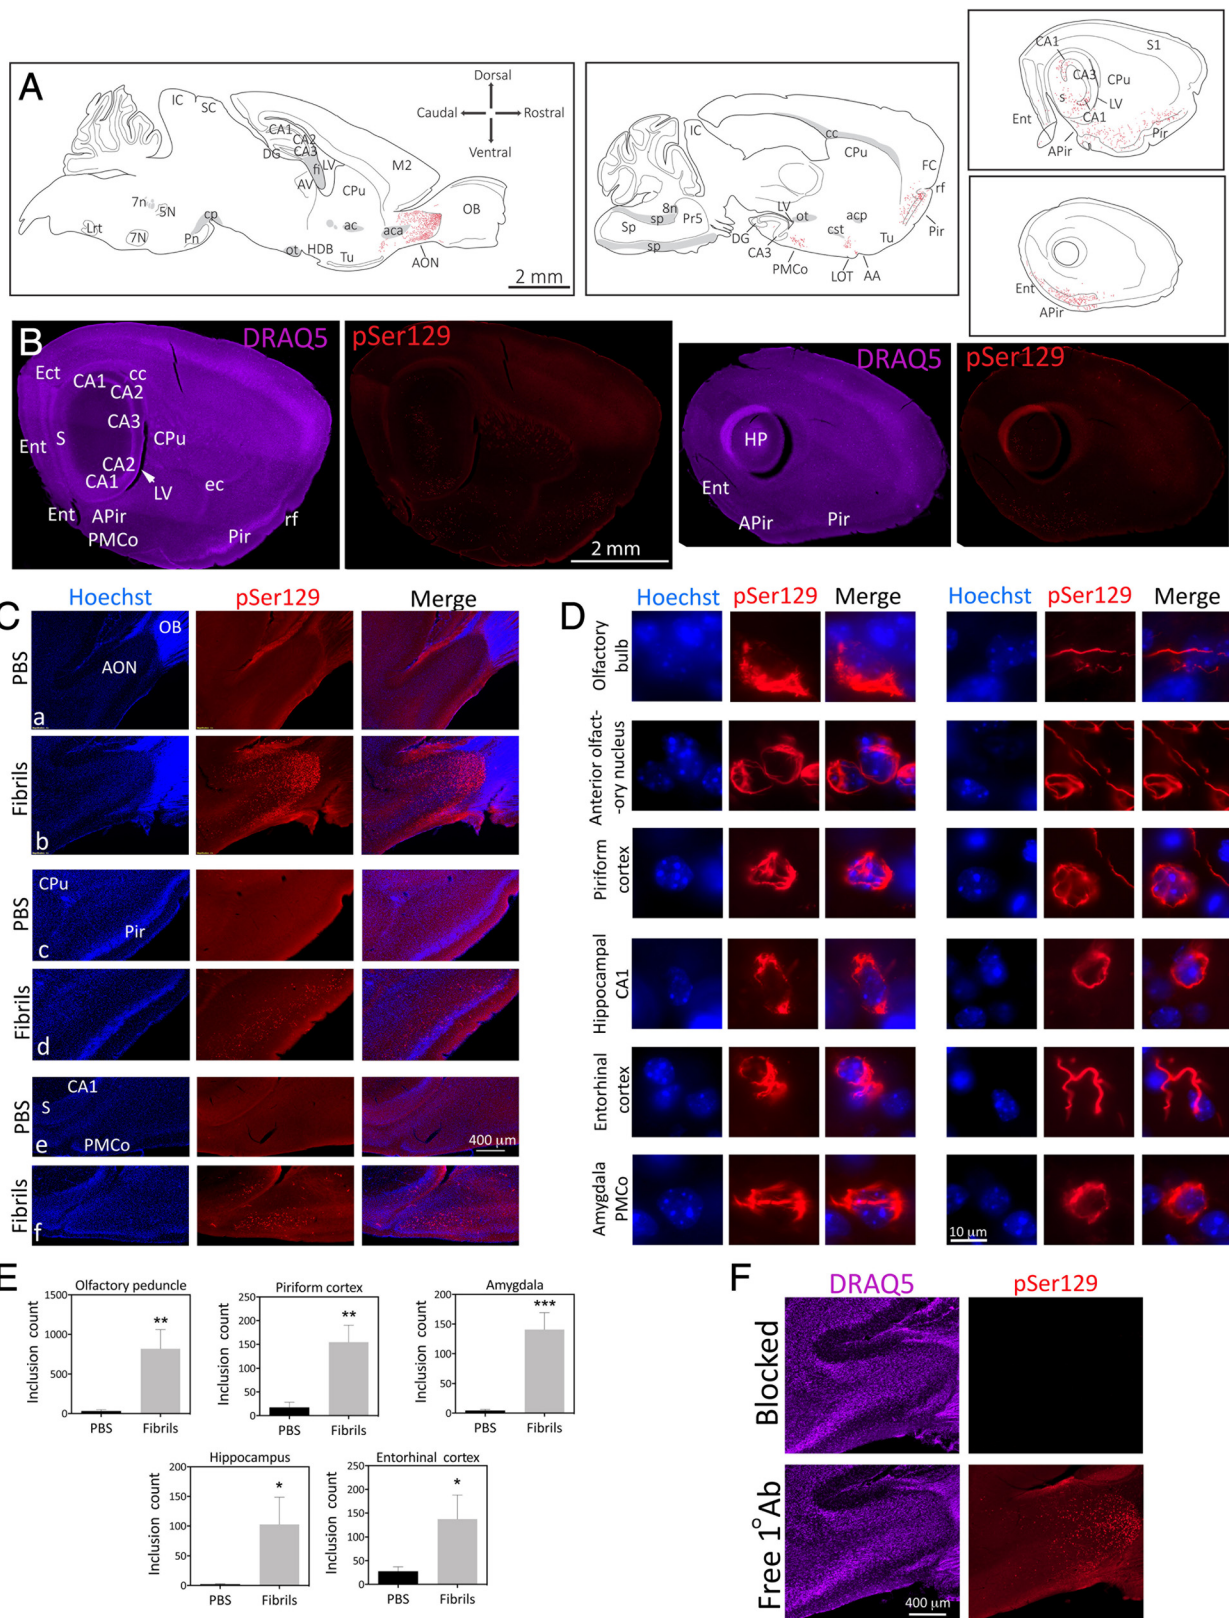 A
Dorsal
Caudal Rostral
Ventral
IC
SC
CA1
CA2
CA3
DG
fi
LV
AV
CPu
M2
OB
7n
5N
Lrt
7N
Pn
cp
ac
aca
ot
HDB
Tu
AON
2 mm
IC
cc
CPu
FC
rf
8n
sp
Sp
Pr5
sp
LV
ot
acp
cst
DG
CA3
Tu
Pir
PMCo
LOT
AA
CA1
S1
CA3
CPu
s
LV
Ent
CA1
APir
Pir
Ent
APir
B
DRAQ5
pSer129
DRAQ5
pSer129
Ect
CA1
cc
CA2
CA3
Ent
S
CPu
CA2
CA1
LV
ec
Ent
APir
PMCo
Pir
rf
2 mm
HP
Ent
APir
Pir
C
Hoechst pSer129 Merge
PBS
OB
AON
a
Fibrils
b
PBS
CPu
Pir
c
Fibrils
d
PBS
CA1
S
PMCo
e
400 µm
Fibrils
f
D
Hoechst pSer129 Merge Hoechst pSer129 Merge
Olfactory
bulb
Anterior olfact-
-ory nucleus
Piriform
cortex
Hippocampal
CA1
Entorhinal
cortex
Amygdala
PMCo
10 µm
E
Olfactory peduncle
Inclusion count
1500
1000
500
0
**
PBS Fibrils
Piriform cortex
Inclusion count
250
200
150
100
50
0
**
PBS Fibrils
Amygdala
Inclusion count
200
150
100
50
0
***
PBS Fibrils
Hippocampus
Inclusion count
200
150
100
50
0
*
PBS Fibrils
Entorhinal cortex
Inclusion count
250
200
150
100
50
0
*
PBS Fibrils
F
DRAQ5 pSer129
Blocked
Free 1°Ab
400 µm